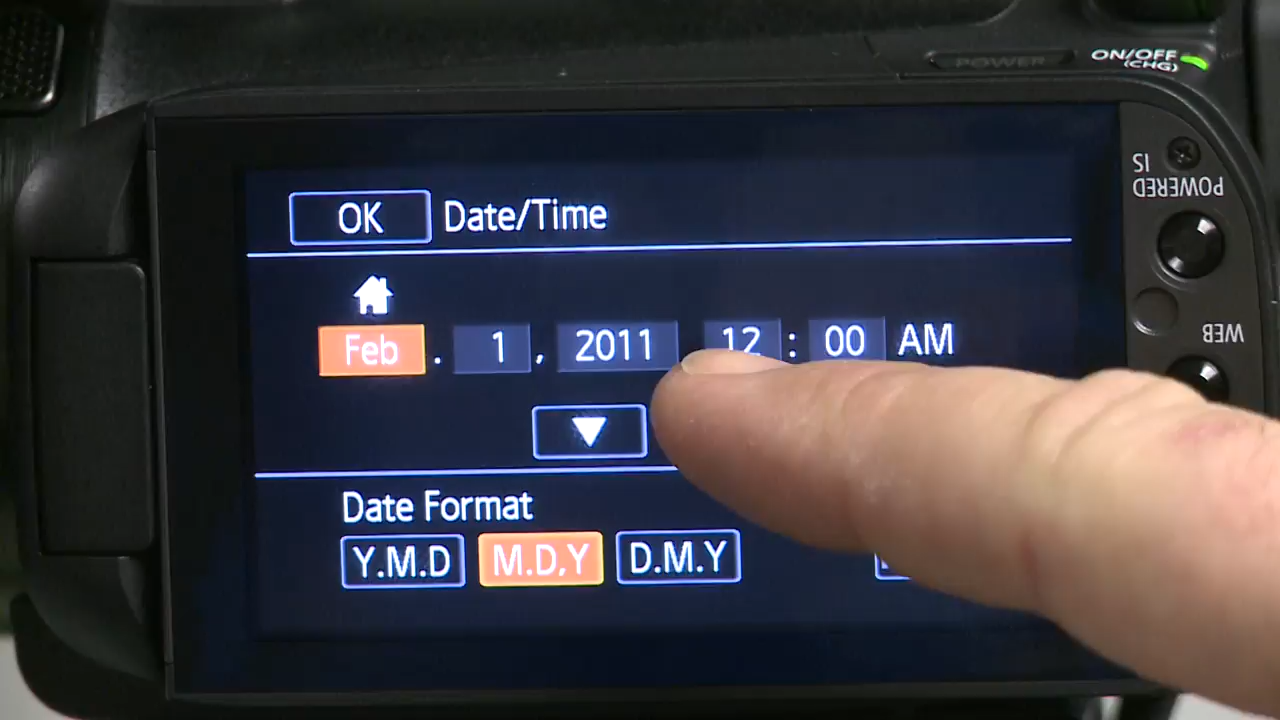 POWER ON/OFF
(CHG)
POWERED
IS
WEB
OK Date/Time
Feb. 1, 2011 12:00 AM
Date Format
Y.M.D M.D,Y D.M.Y